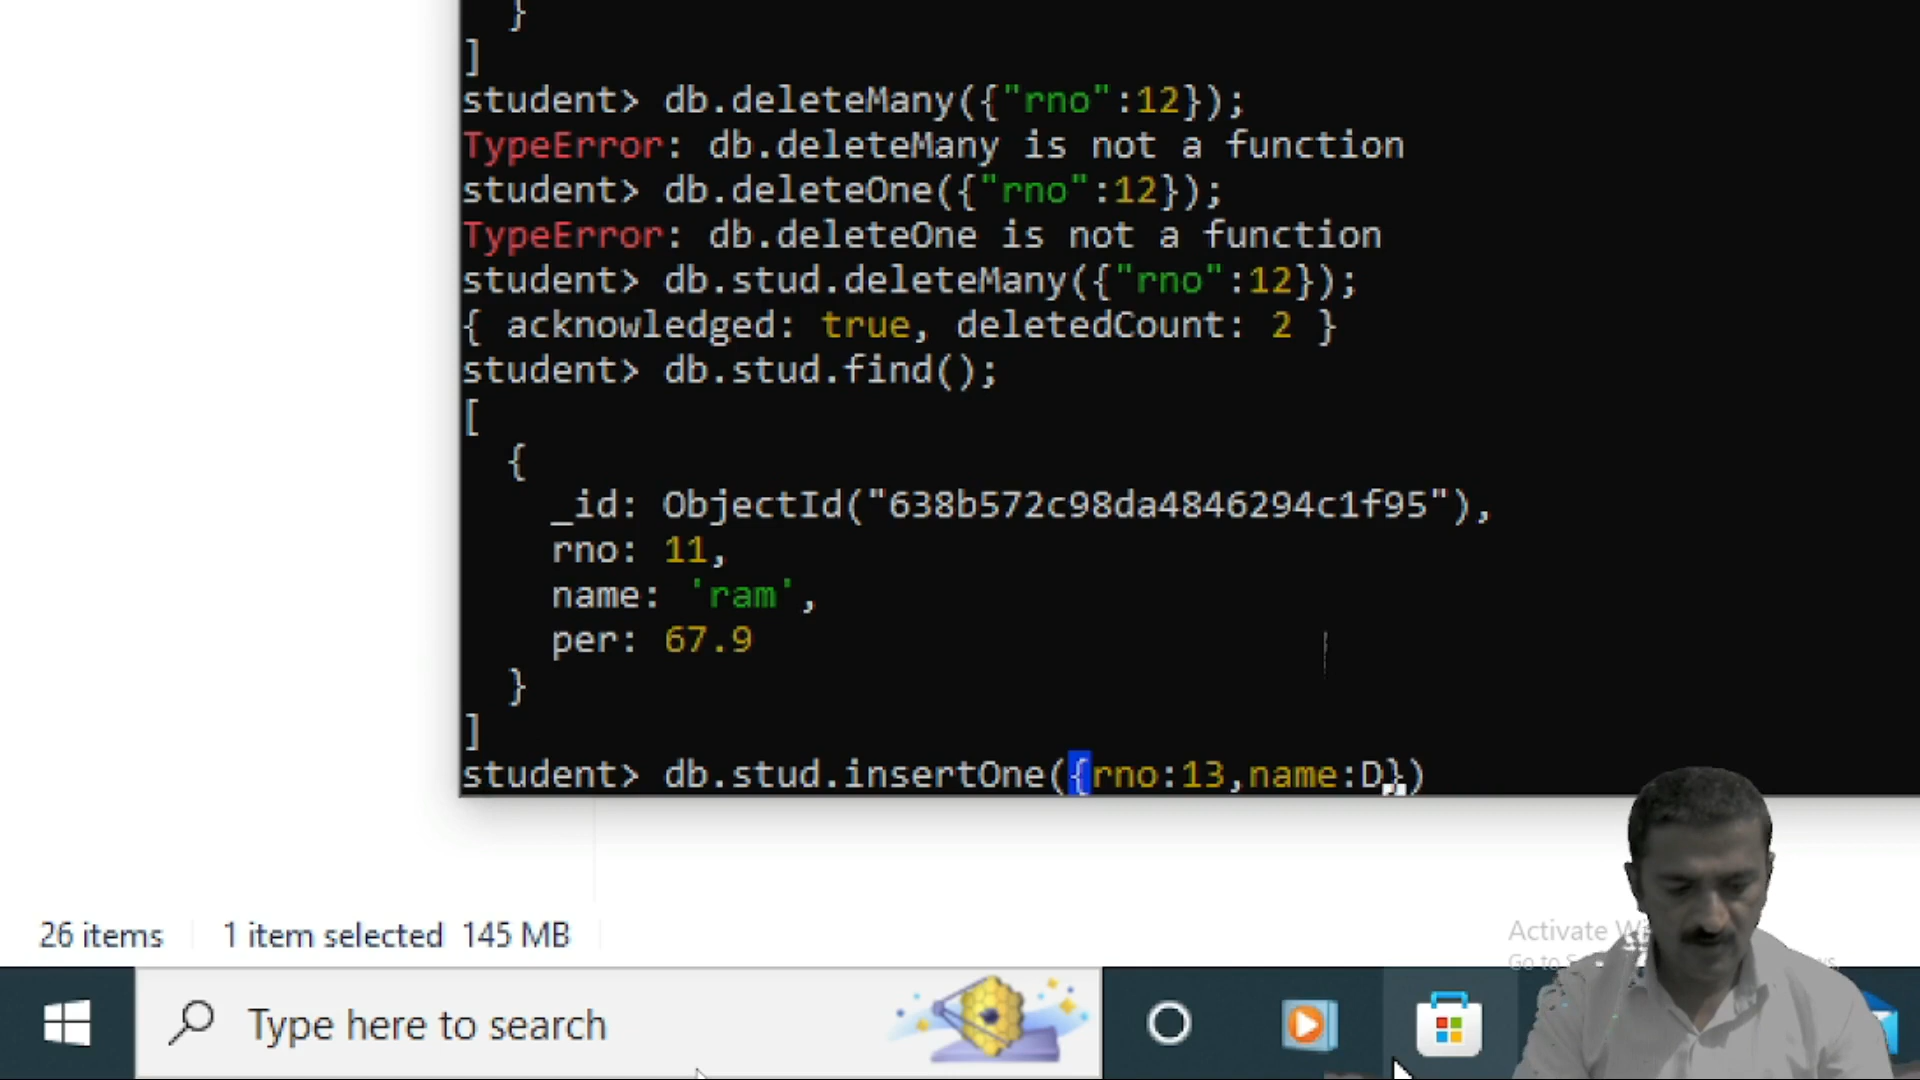 }
]
student> db.deleteMany({"rno":12});
TypeError: db.deleteMany is not a function
student> db.deleteOne({"rno":12});
TypeError: db.deleteOne is not a function
student> db.stud.deleteMany({"rno":12});
{ acknowledged: true, deletedCount: 2 }
student> db.stud.find();
[
{
_id: ObjectId("638b572c98da4846294c1f95"),
rno: 11,
name: 'ram',
per: 67.9
}
]
student> db.stud.insertOne({rno:13,name:D})
26 items 1 item selected 145 MB
Activate
Go to
Type here to search